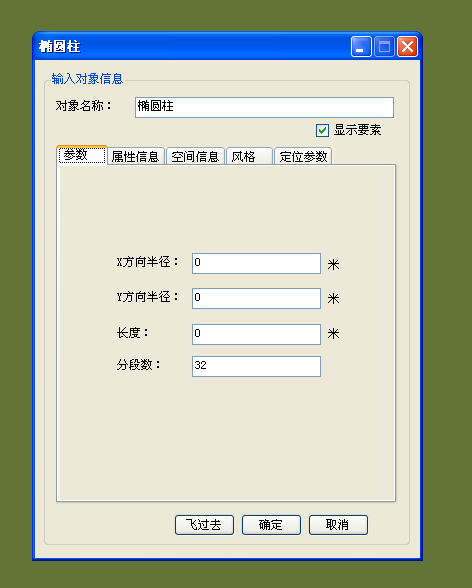 椭圆柱
输入对象信息
对象名称： 椭圆柱
显示要素
参数 属性信息 空间信息 风格 定位参数
X方向半径： 0 米
Y方向半径： 0 米
长度： 0 米
分段数： 32
飞过去 确定 取消